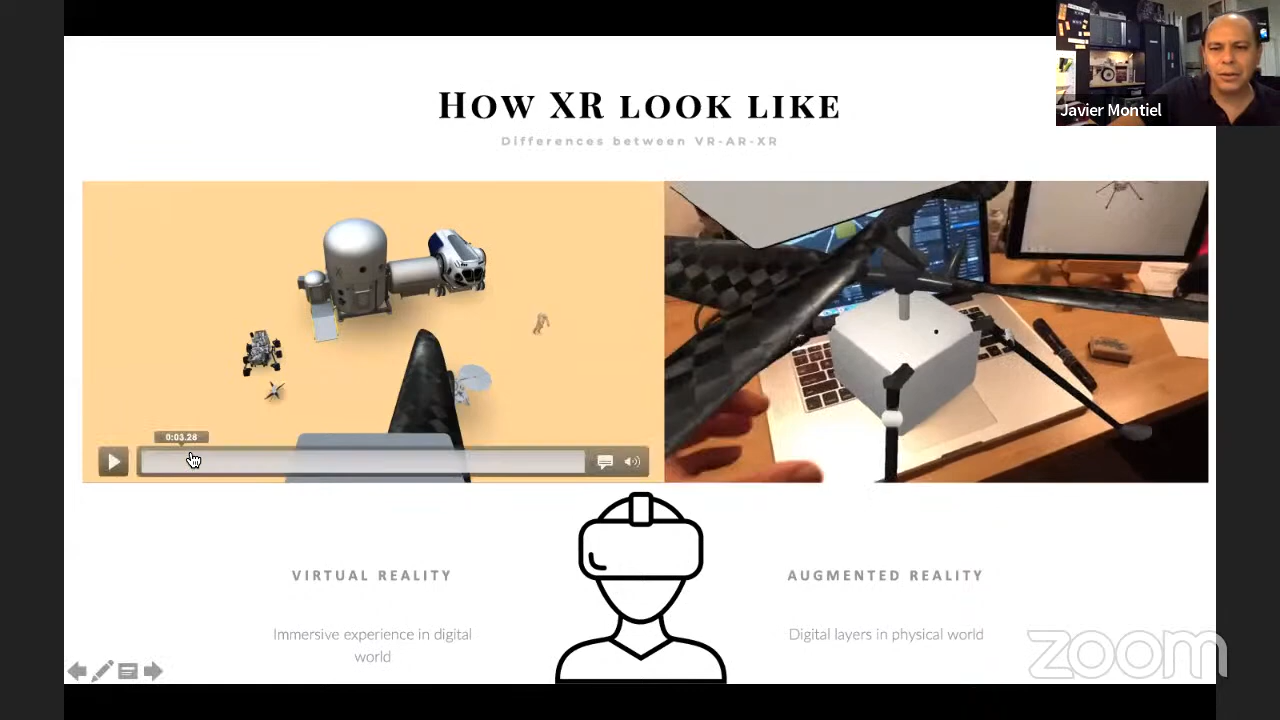 HOW XR LOOK LIKE
Differences between VR-AR-XR
Javier Montiel
0:03.28
VIRTUAL REALITY
AUGMENTED REALITY
Immersive experience in digital
world
Digital layers in physical world
zoom